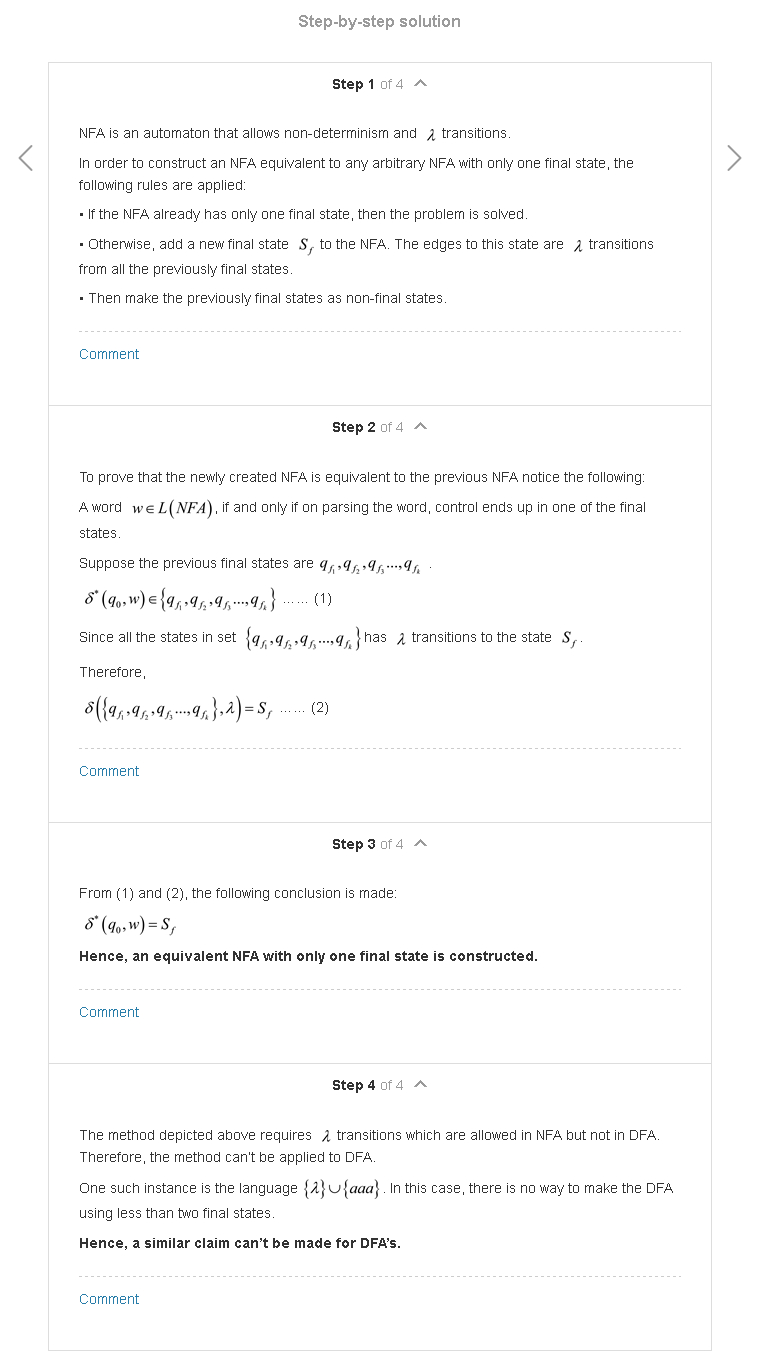 Step-by-step solution
Step 1 of 4
NFA is an automaton that allows non-determinism and λ transitions.
In order to construct an NFA equivalent to any arbitrary NFA with only one final state, the
following rules are applied:
• If the NFA already has only one final state, then the problem is solved.
• Otherwise, add a new final state S_f to the NFA. The edges to this state are λ transitions
from all the previously final states.
• Then make the previously final states as non-final states.
Comment
Step 2 of 4
To prove that the newly created NFA is equivalent to the previous NFA notice the following:
A word w∈L(NFA), if and only if on parsing the word, control ends up in one of the final
states.
Suppose the previous final states are q_{f_1},q_{f_2},q_{f_3}...,q_{f_k} .
δ*(q_0,w)∈{q_{f_1},q_{f_2},q_{f_3}...,q_{f_k}} …… (1)
Since all the states in set {q_{f_1},q_{f_2},q_{f_3}...,q_{f_k}} has λ transitions to the state S_f.
Therefore,
δ({q_{f_1},q_{f_2},q_{f_3}...,q_{f_k}},λ)=S_f …… (2)
Comment
Step 3 of 4
From (1) and (2), the following conclusion is made:
δ*(q_0,w)=S_f
Hence, an equivalent NFA with only one final state is constructed.
Comment
Step 4 of 4
The method depicted above requires λ transitions which are allowed in NFA but not in DFA.
Therefore, the method can't be applied to DFA.
One such instance is the language {λ}∪{aaa}. In this case, there is no way to make the DFA
using less than two final states.
Hence, a similar claim can't be made for DFA's.
Comment